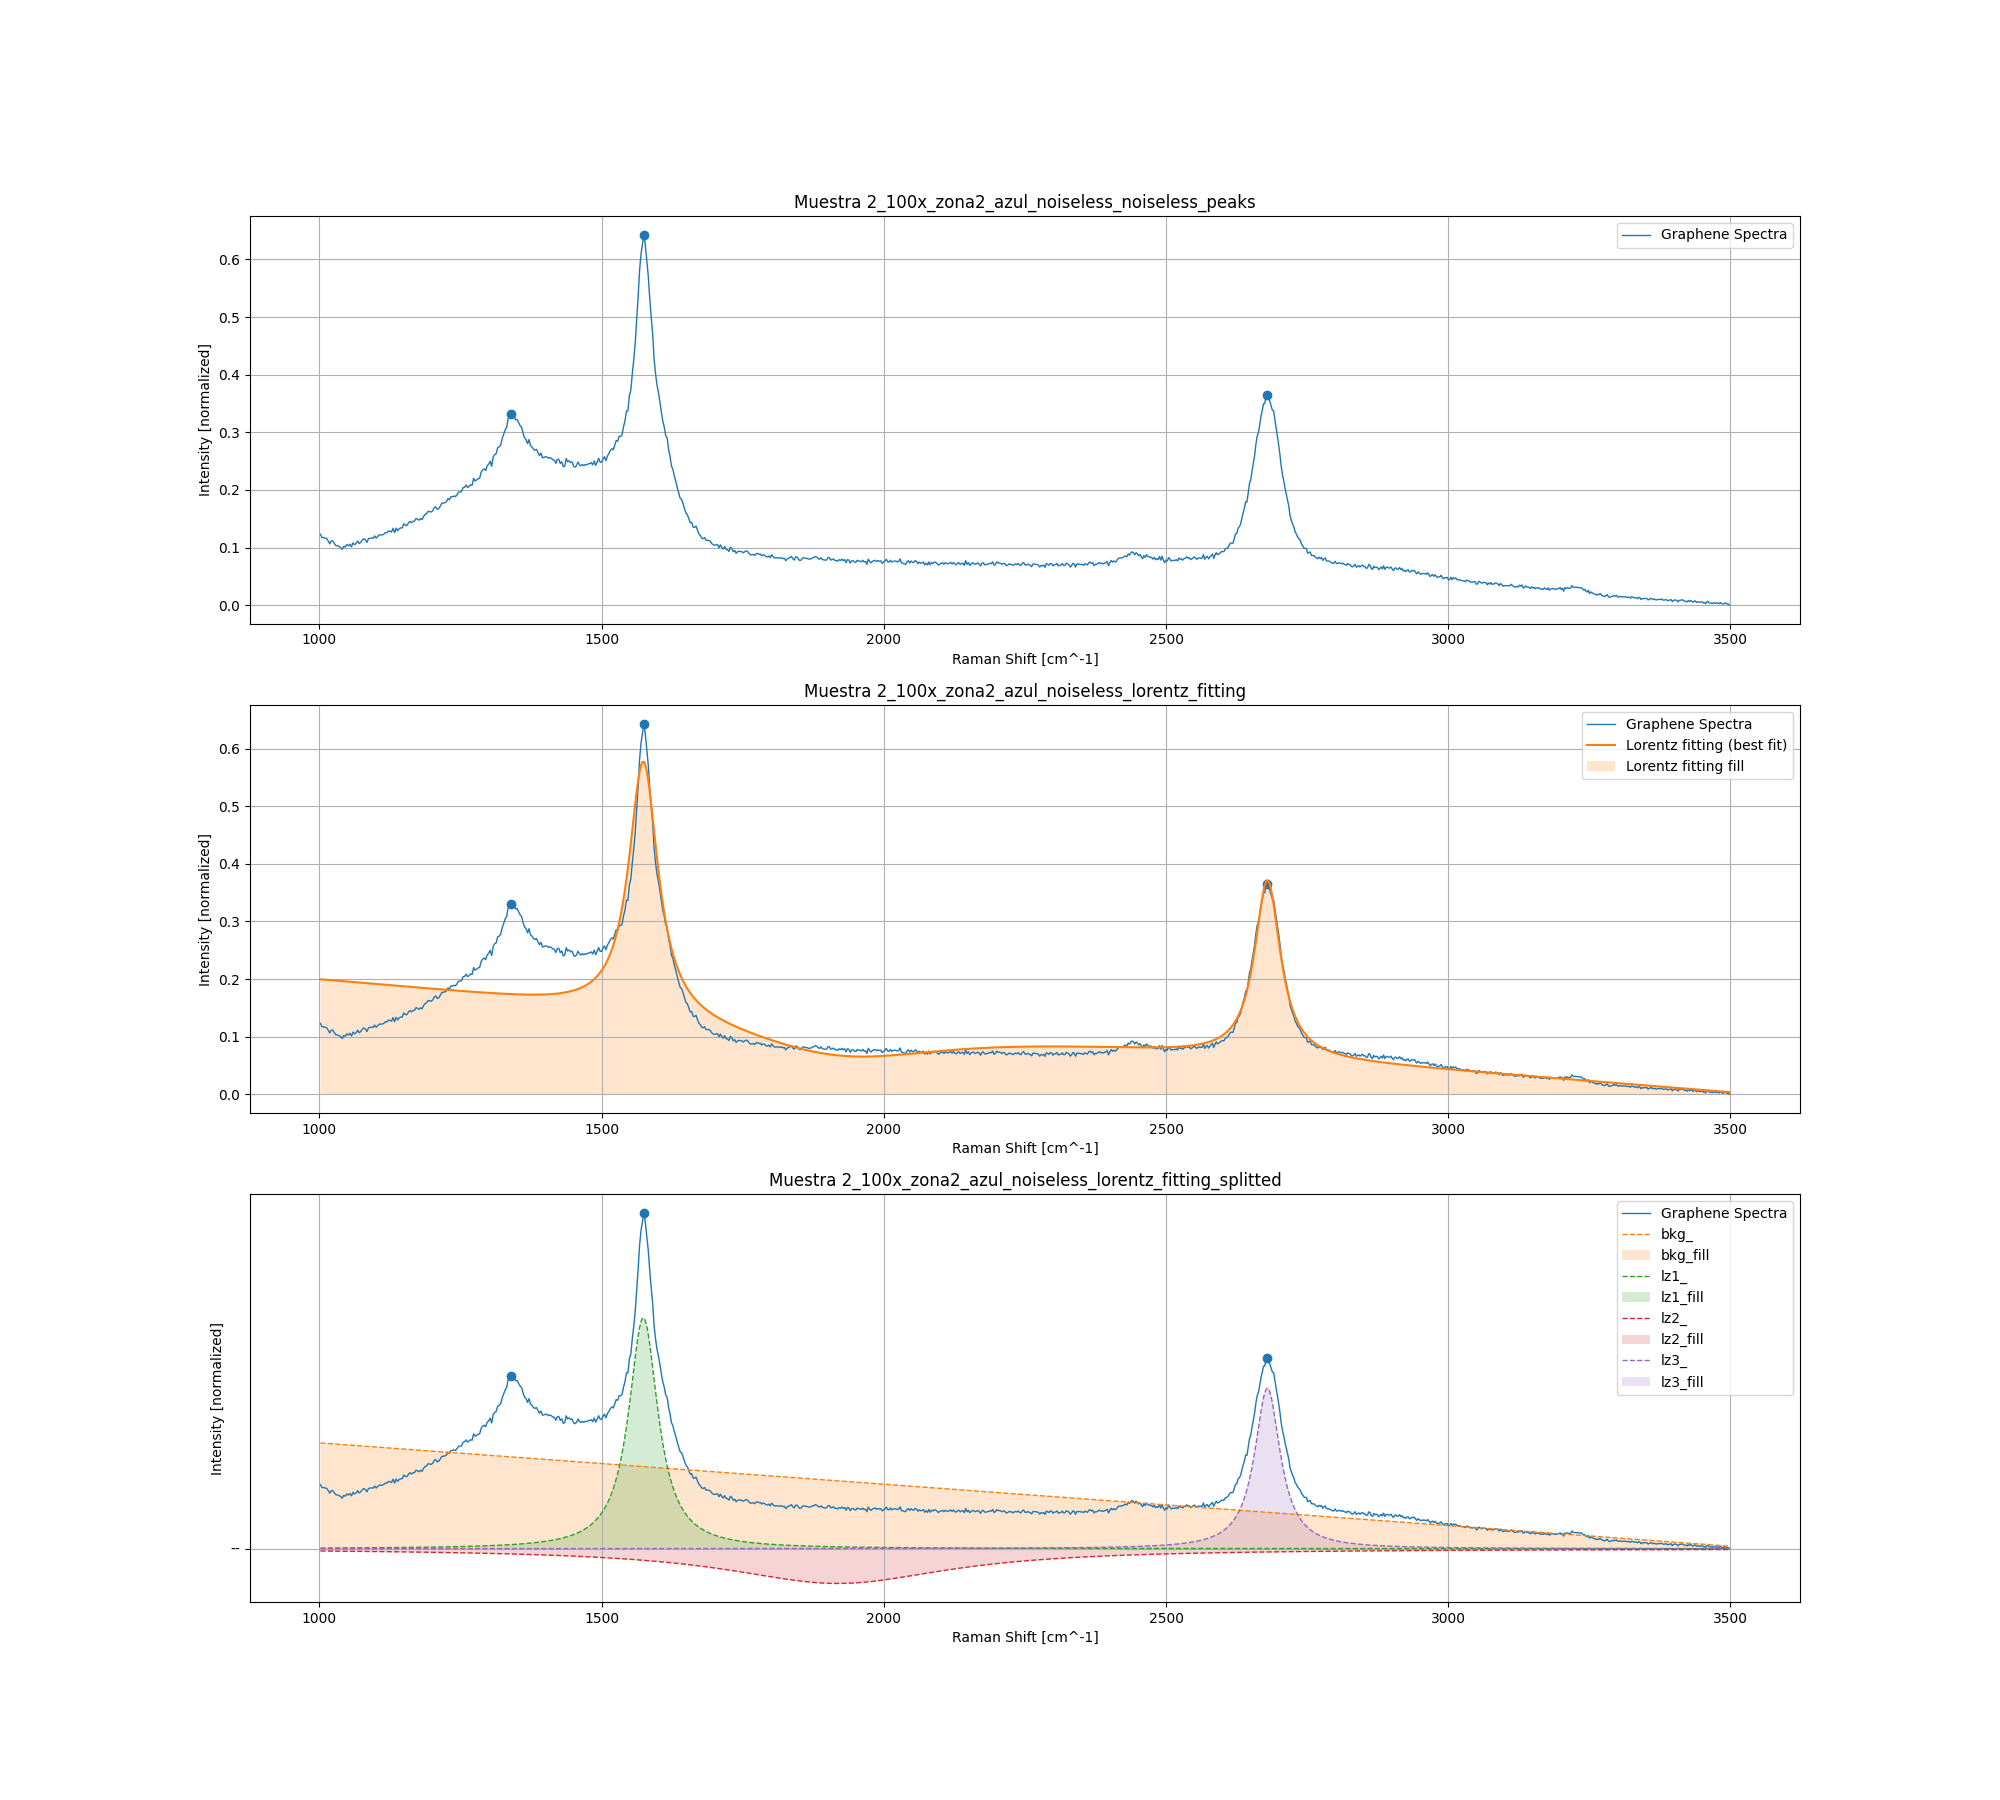 Muestra 2_100x_zona2_azul_noiseless_noiseless_peaks
Graphene Spectra
Intensity [normalized]
0.6
0.5
0.4
0.3
0.2
0.1
0.0
1000 1500 2000 2500 3000 3500
Raman Shift [cm^-1]
Muestra 2_100x_zona2_azul_noiseless_lorentz_fitting
Graphene Spectra
Lorentz fitting (best fit)
Lorentz fitting fill
Intensity [normalized]
0.6
0.5
0.4
0.3
0.2
0.1
0.0
1000 1500 2000 2500 3000 3500
Raman Shift [cm^-1]
Muestra 2_100x_zona2_azul_noiseless_lorentz_fitting_splitted
Graphene Spectra
bkg_
bkg_fill
lz1_
lz1_fill
lz2_
lz2_fill
lz3_
lz3_fill
Intensity [normalized]
--
1000 1500 2000 2500 3000 3500
Raman Shift [cm^-1]